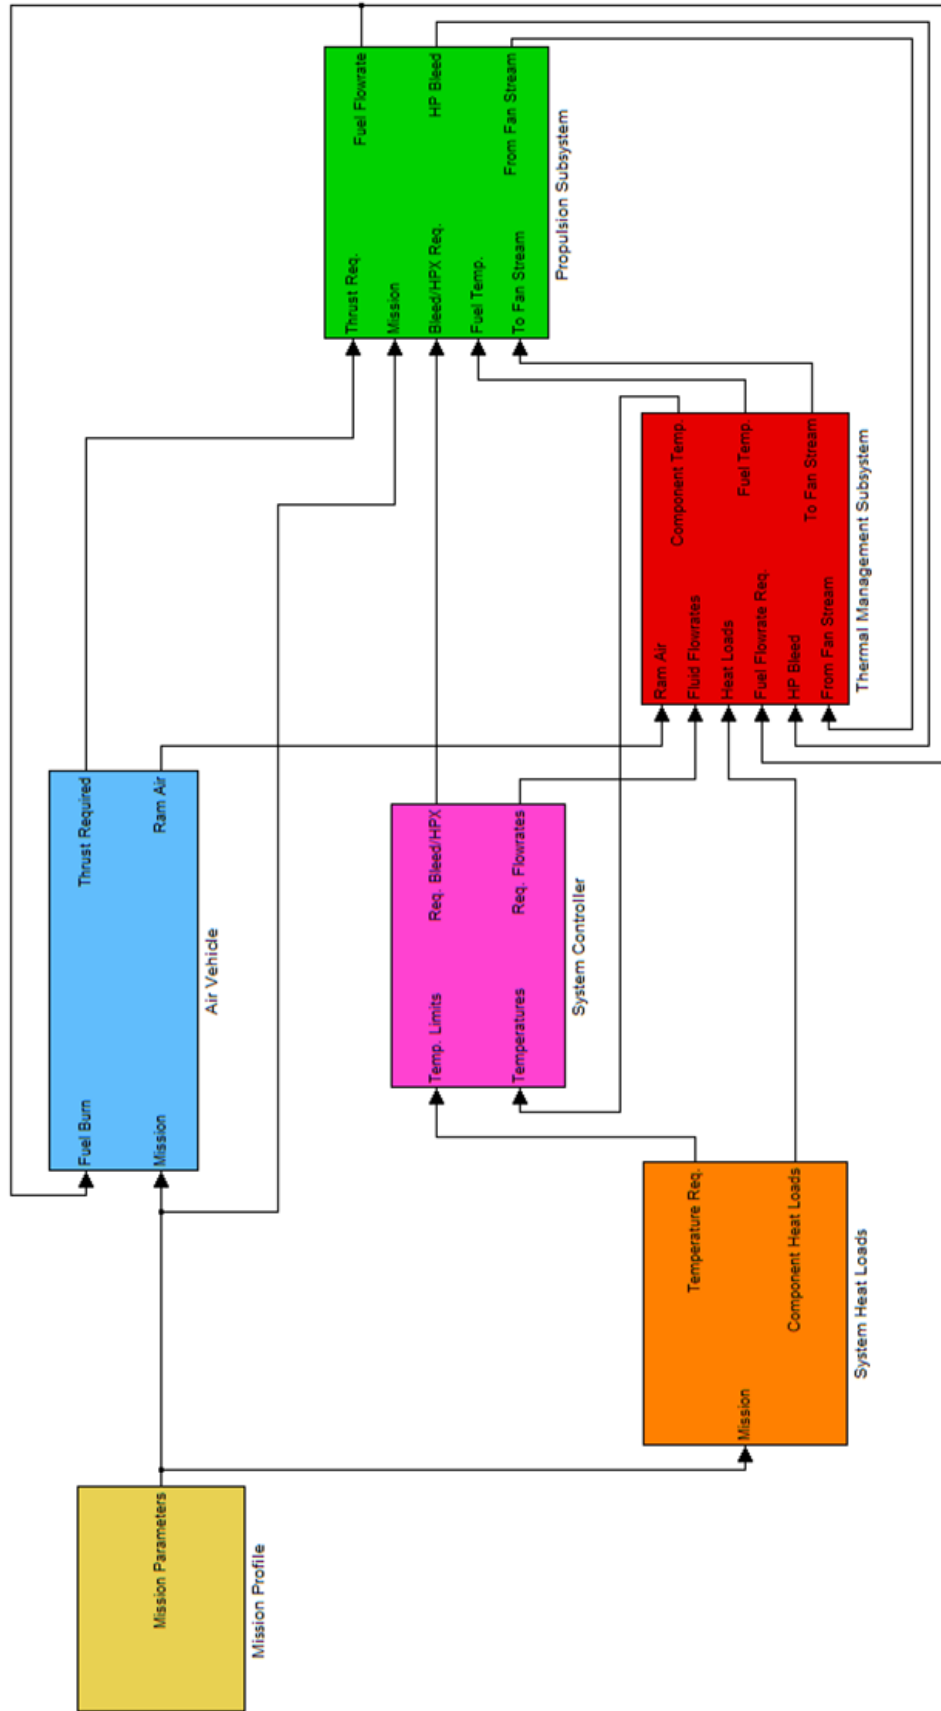 Mission Parameters
Mission Profile
Fuel Burn
Mission
Thrust Required
Ram Air
Air Vehicle
Temp. Limits
Temperatures
Req. Bleed/HPX
Req. Flowrates
System Controller
Mission
Temperature Req.
Component Heat Loads
System Heat Loads
Thrust Req.
Mission
Bleed/HPX Req.
Fuel Temp.
To Fan Stream
Fuel Flowrate
HP Bleed
From Fan Stream
Propulsion Subsystem
Ram Air
Fluid Flowrates
Heat Loads
Fuel Flowrate Req.
HP Bleed
From Fan Stream
Component Temp.
Fuel Temp.
To Fan Stream
Thermal Management Subsystem